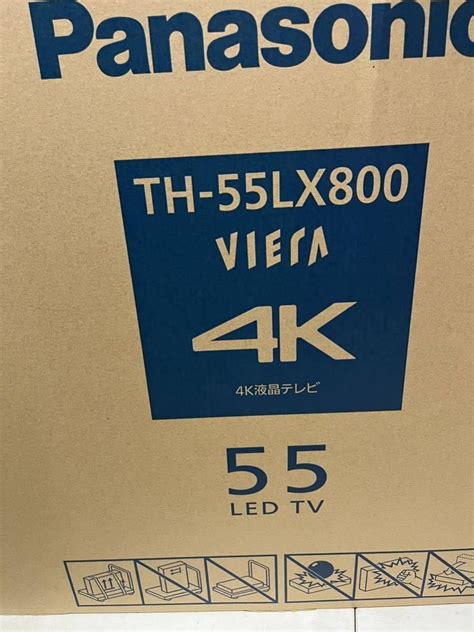 Panasonic
TH-55LX800
VIERA
4K
4K液晶テレビ
55
LED TV